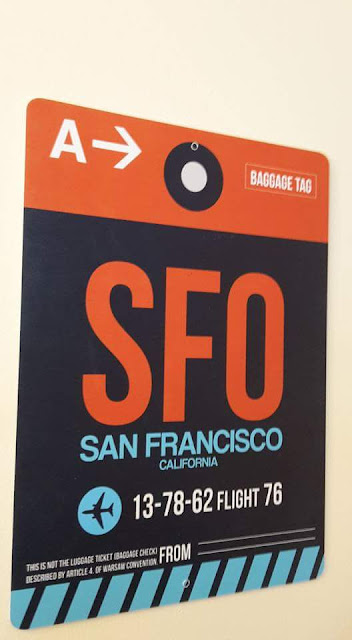 A→
BAGGAGE TAG
SFO
SAN FRANCISCO
CALIFORNIA
13-78-62 FLIGHT 76
THIS IS NOT THE LUGGAGE TICKET (BAGGAGE CHECK)
DESCRIBED BY ARTICLE 4. OF WARSAW CONVENTION,
FROM